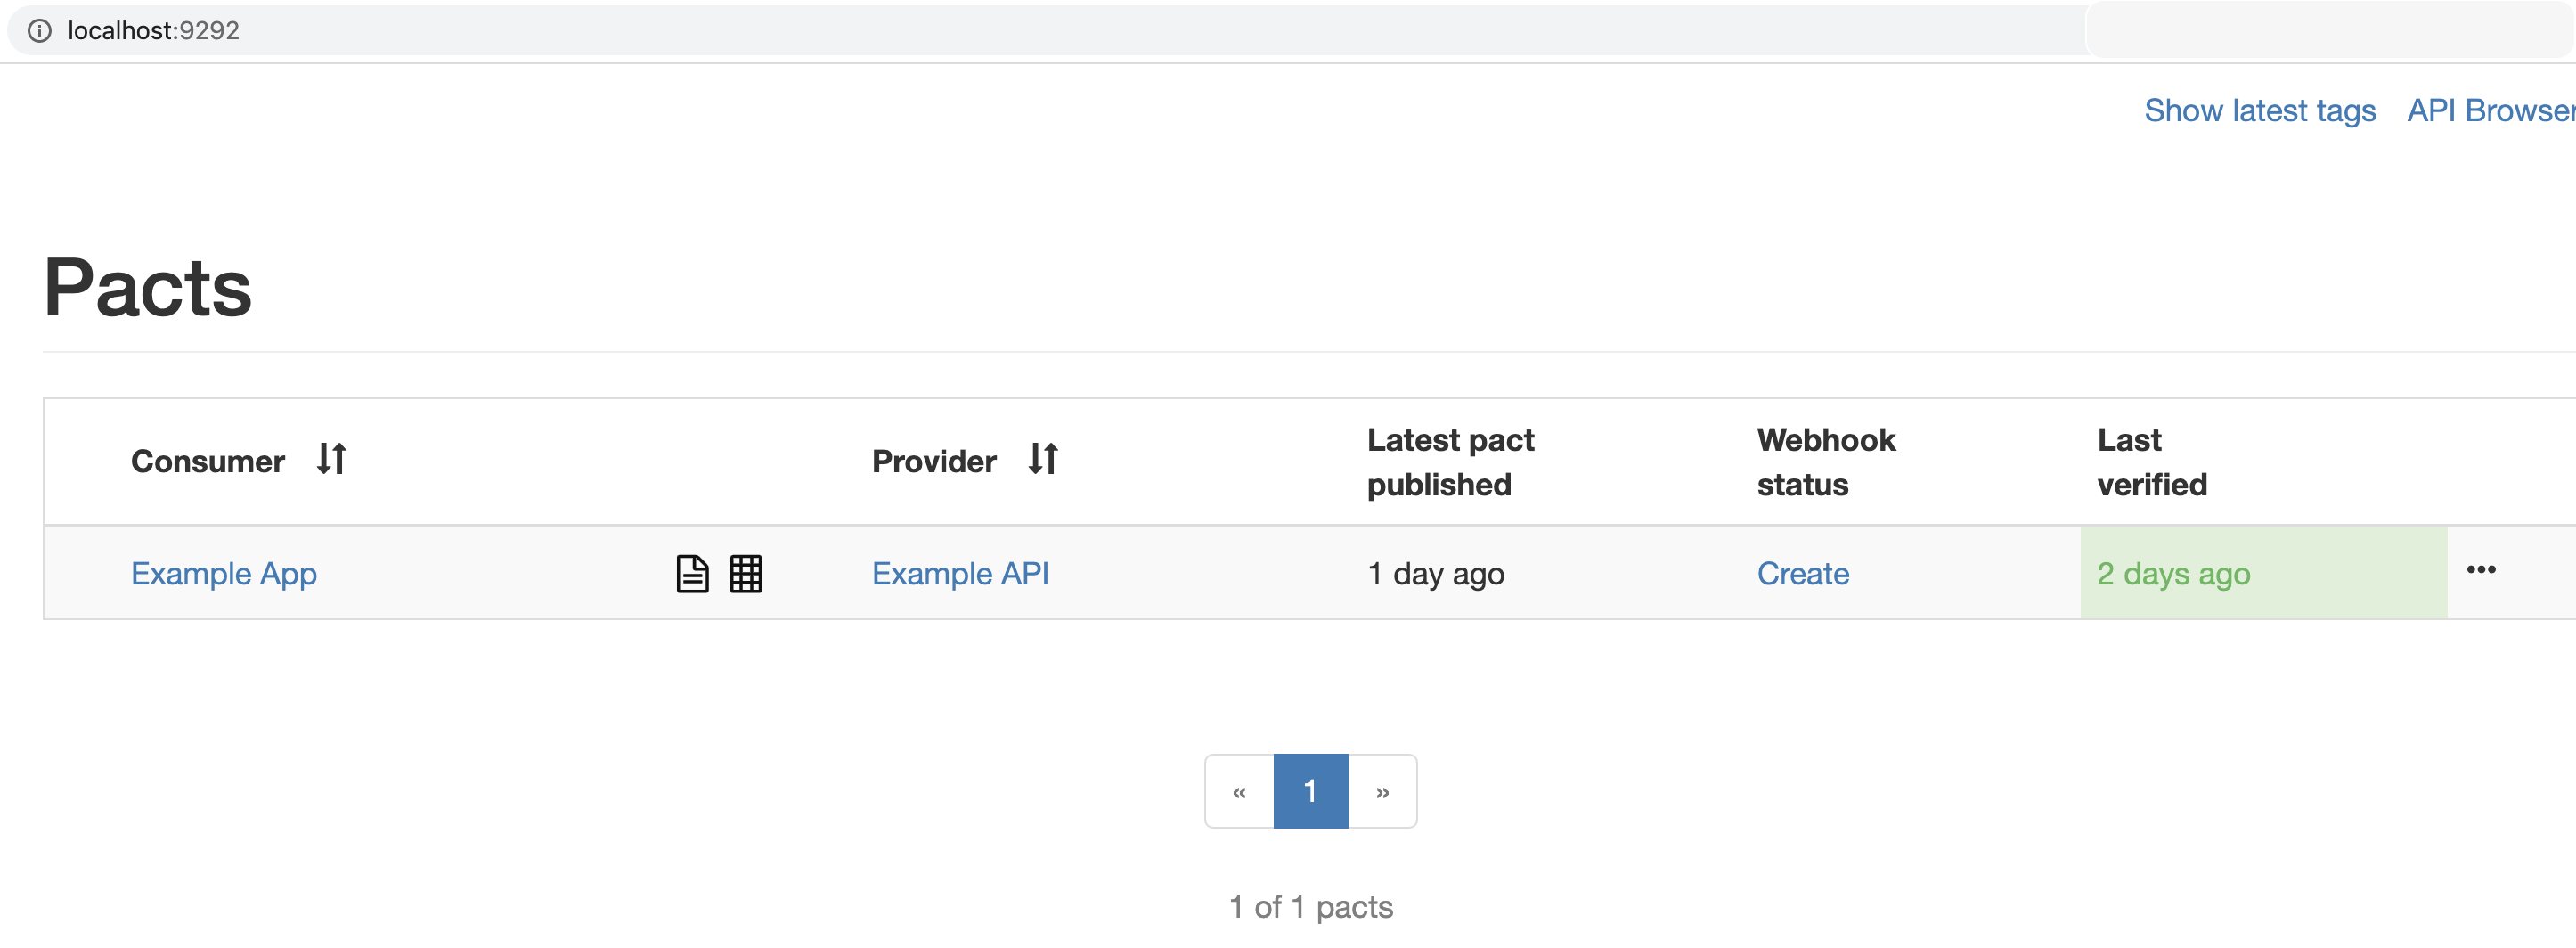 localhost:9292
Show latest tags API Browser
Pacts
Consumer Provider Latest pact published Webhook status Last verified
Example App Example API 1 day ago Create 2 days ago •••
« 1 »
1 of 1 pacts